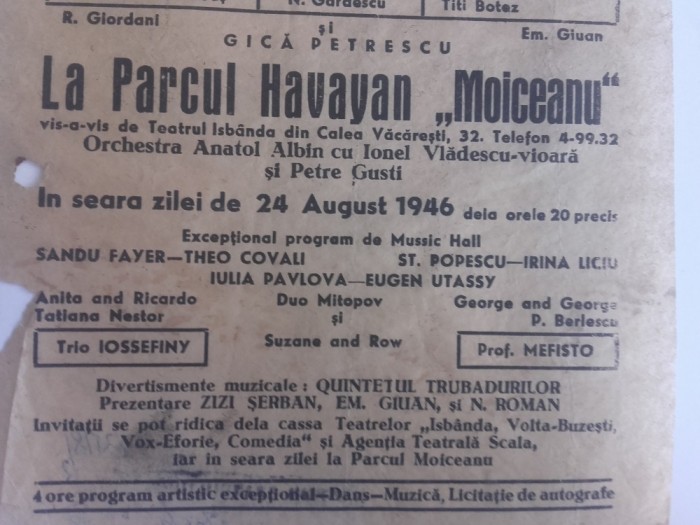 N. Gărdescu
Titi Botez
R. Giordani
și
Em. Giuan
GICĂ PETRESCU
La Parcul Havayan „Moiceanu“
vis-a-vis de Teatrul Isbânda din Calea Văcărești, 32. Telefon 4-99.32
Orchestra Anatol Albin cu Ionel Vlădescu-vioară
și Petre Gusti
In seara zilei de 24 August 1946 dela orele 20 precis
Excepțional program de Mussic Hall
SANDU FAYER—THEO COVALI ST. POPESCU—IRINA LICIU
IULIA PAVLOVA—EUGEN UTASSY
Anita and Ricardo Duo Mitopov George and George
Tatiana Nestor și P. Berlescu
Trio IOSSEFINY Suzane and Row Prof. MEFISTO
Divertismente muzicale : QUINTETUL TRUBADURILOR
Prezentare ZIZI ȘERBAN, EM. GIUAN, și N. ROMAN
Invitații se pot ridica dela cassa Teatrelor „Isbânda, Volta-Buzești,
Vox-Eforie, Comedia“ și Agenția Teatrală Scala,
iar in seara zilei la Parcul Moiceanu
4 ore program artistic excepțional—Dans—Muzică, Licitație de autografe